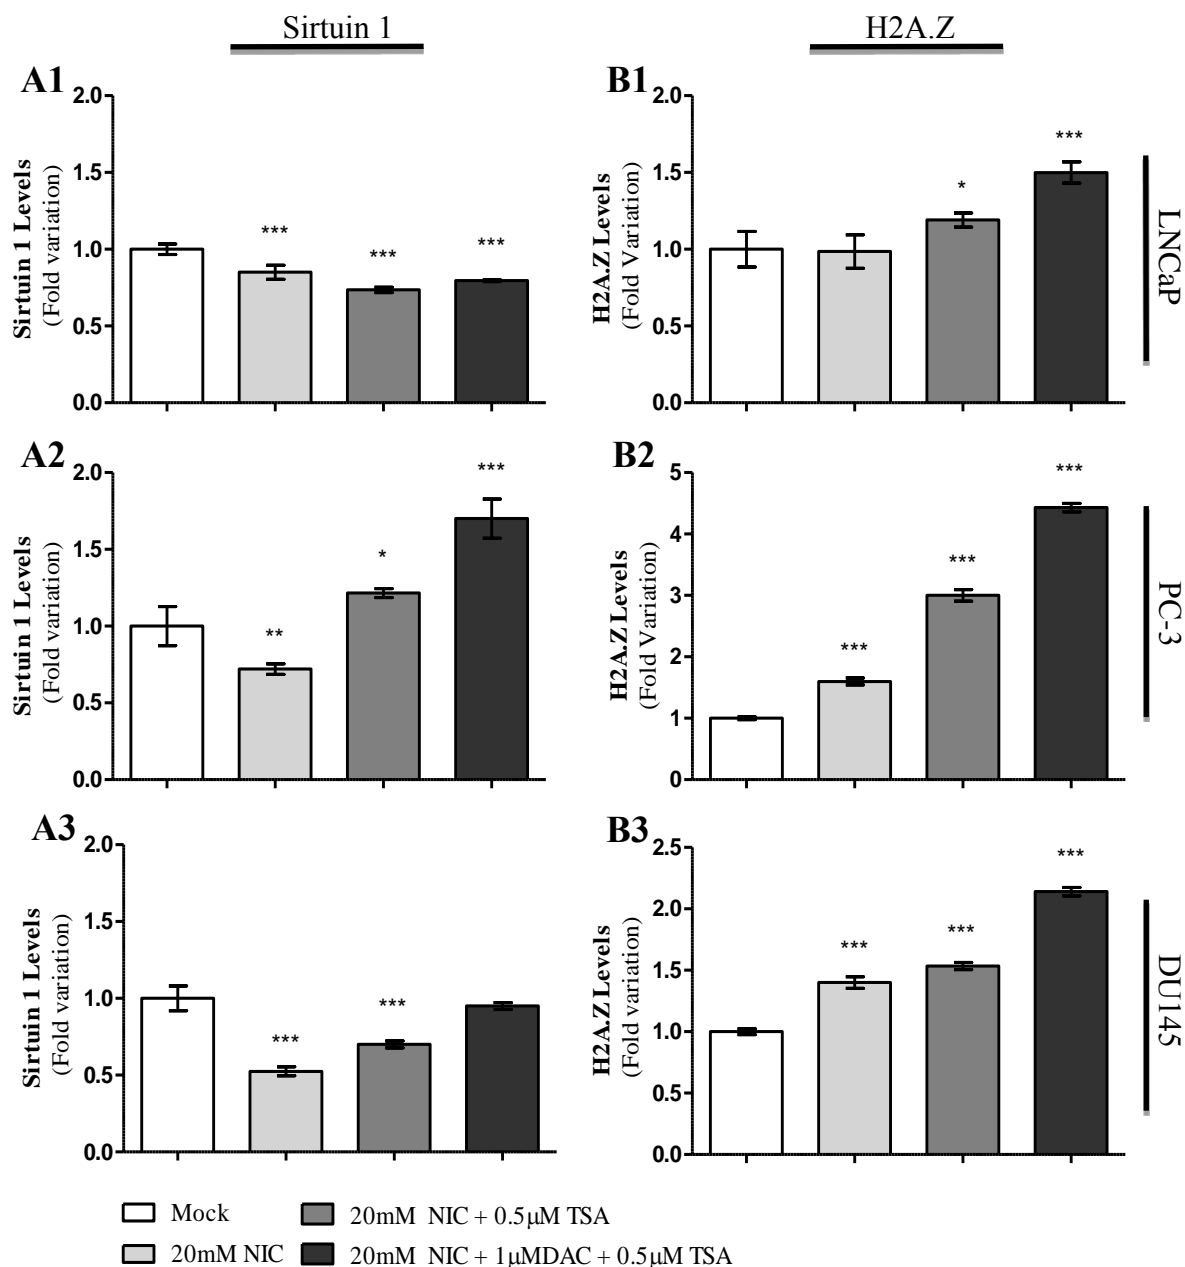 Sirtuin 1
H2A.Z
A1
2.0
1.5
1.0
0.5
0.0
Sirtuin 1 Levels
(Fold variation)
***
***
***
B1
2.0
1.5
1.0
0.5
0.0
H2A.Z Levels
(Fold Variation)
*
***
LNCaP
A2
2.0
1.5
1.0
0.5
0.0
Sirtuin 1 Levels
(Fold variation)
**
*
***
B2
5
4
3
2
1
0
H2A.Z Levels
(Fold Variation)
***
***
***
PC-3
A3
2.0
1.5
1.0
0.5
0.0
Sirtuin 1 Levels
(Fold variation)
***
***
B3
2.5
2.0
1.5
1.0
0.5
0.0
H2A.Z Levels
(Fold variation)
***
***
***
DU145
Mock
20mM NIC + 0.5μM TSA
20mM NIC
20mM NIC + 1μMDAC + 0.5μM TSA